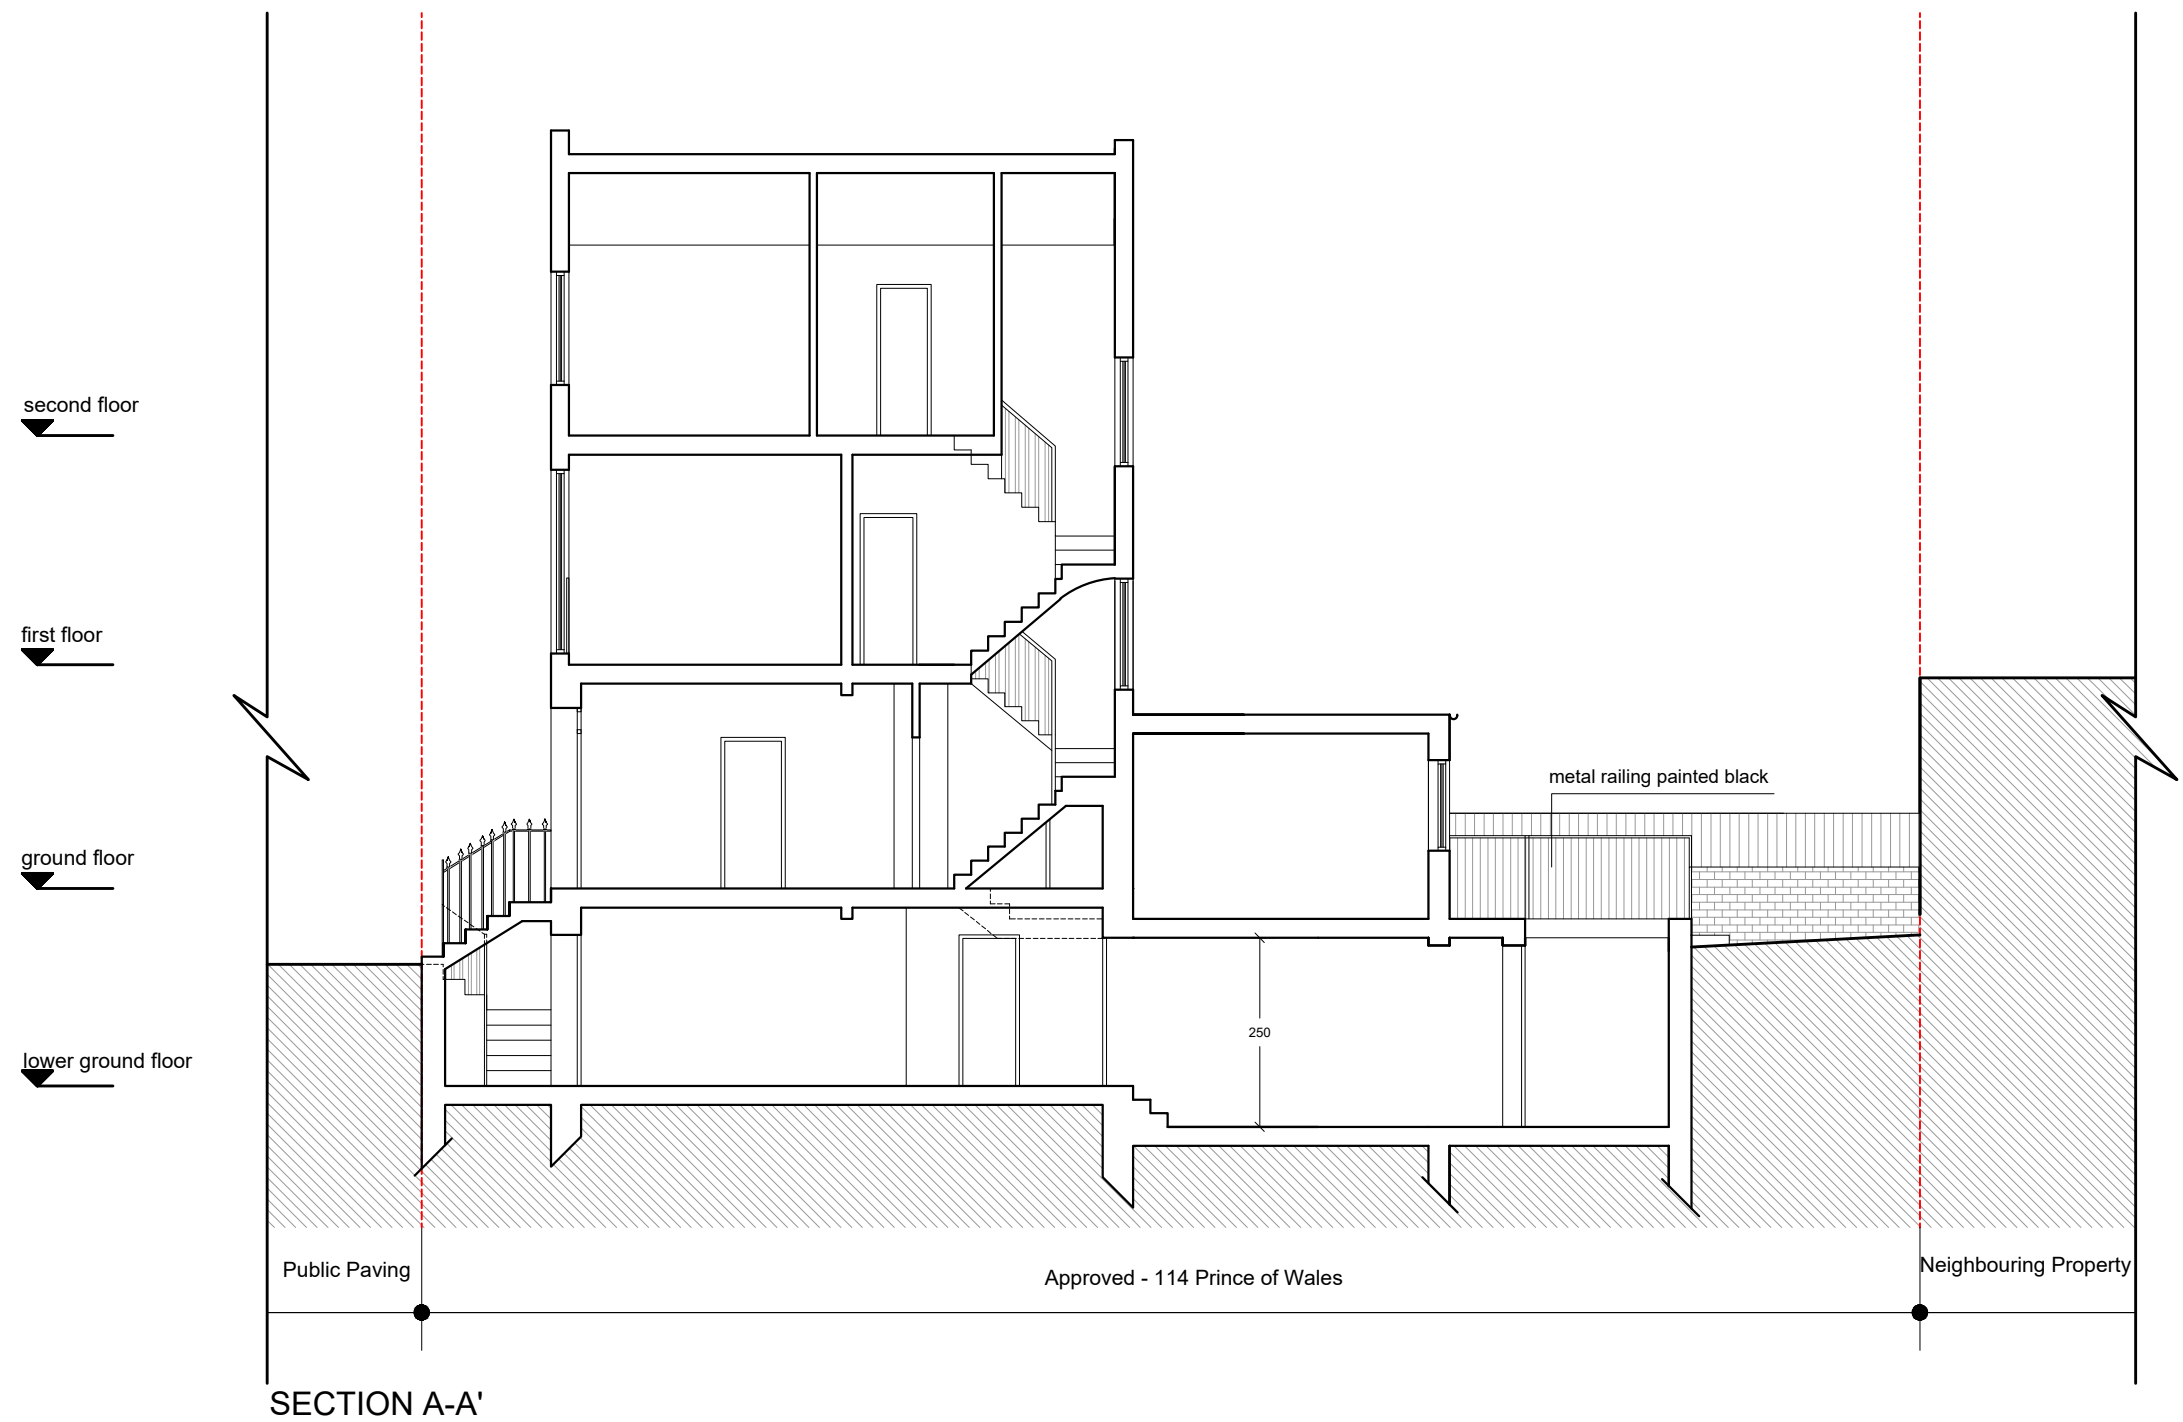 second floor
first floor
metal railing painted black
ground floor
250
lower ground floor
Public Paving
Approved - 114 Prince of Wales
Neighbouring Property
SECTION A-A'